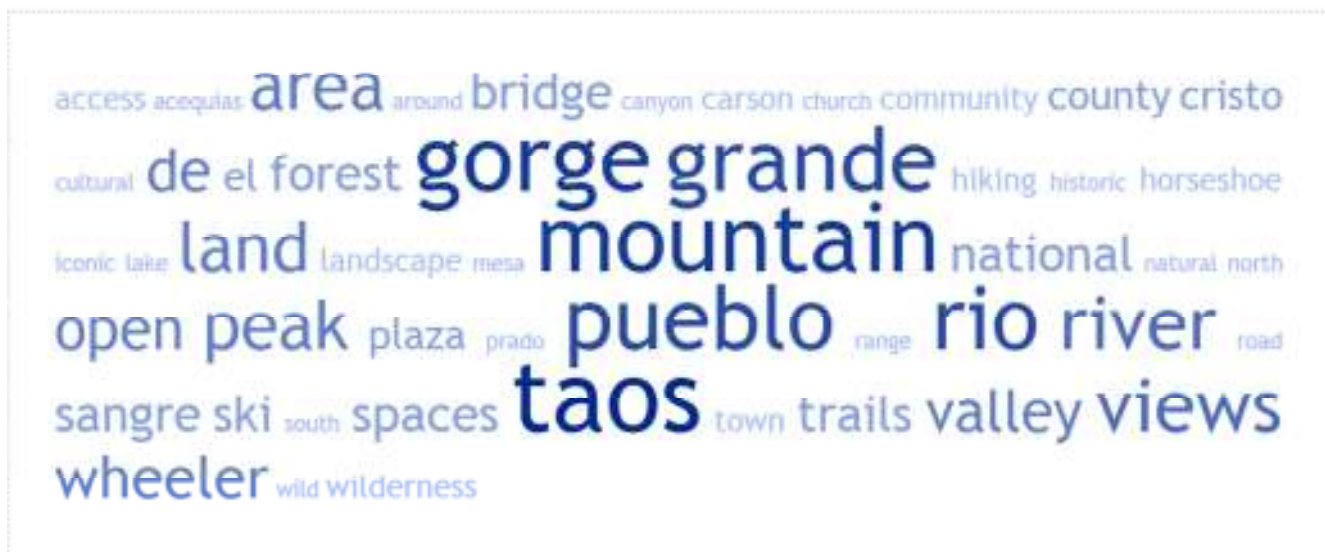 access acequias area around bridge canyon carson church community county cristo
cultural de el forest gorge grande hiking historic horseshoe
iconic lake land landscape mesa mountain national natural north
open peak plaza prado pueblo range rio river road
sangre ski south spaces taos town trails valley views
wheeler wild wilderness